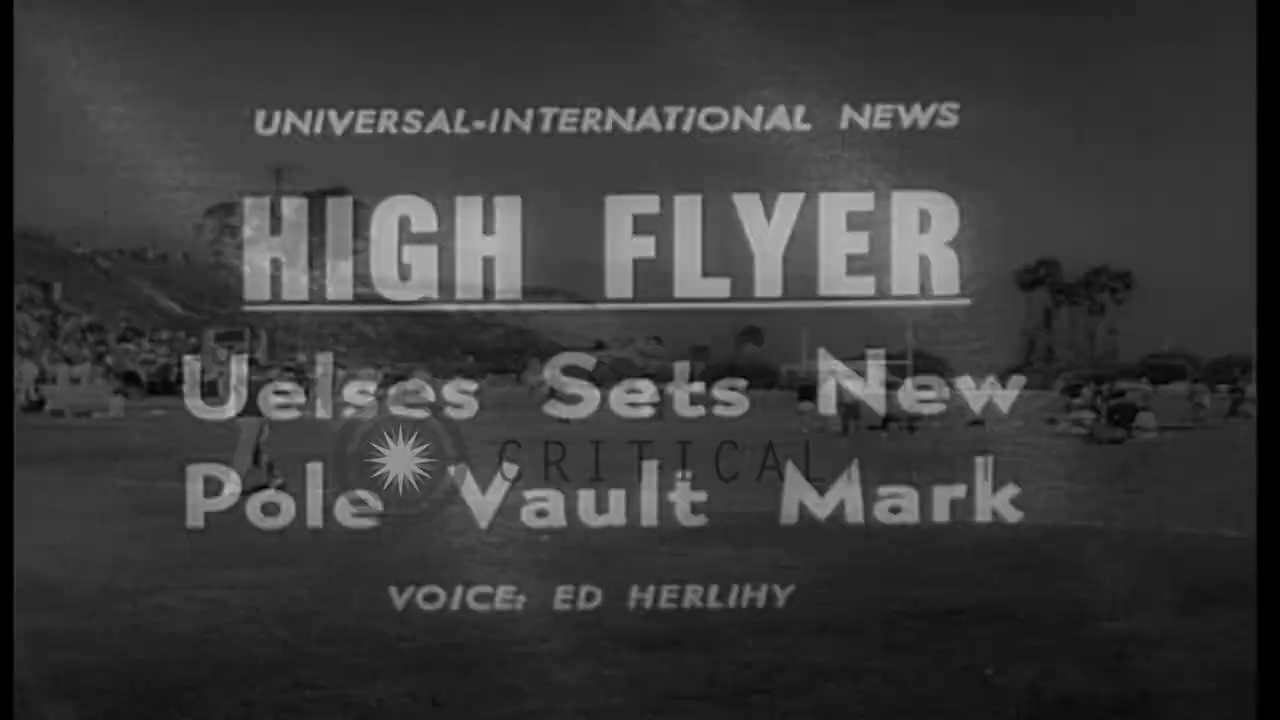 UNIVERSAL-INTERNATIONAL NEWS
HIGH FLYER
Uelses Sets New
Pole Vault Mark
CRITICAL
VOICE: ED HERLIHY